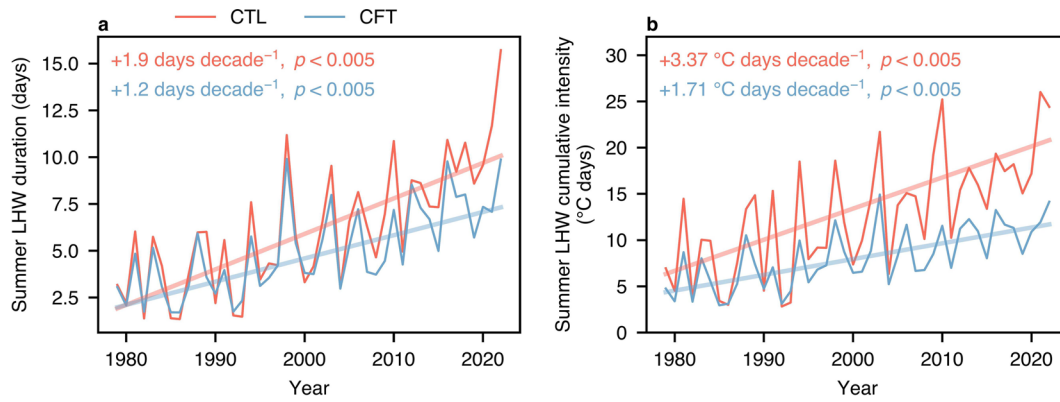 CTL CFT
a
+1.9 days decade⁻¹, p < 0.005
+1.2 days decade⁻¹, p < 0.005
Summer LHW duration (days)
15.0
12.5
10.0
7.5
5.0
2.5
1980 1990 2000 2010 2020
Year
b
+3.37 °C days decade⁻¹, p < 0.005
+1.71 °C days decade⁻¹, p < 0.005
Summer LHW cumulative intensity
(°C days)
30
25
20
15
10
5
0
1980 1990 2000 2010 2020
Year